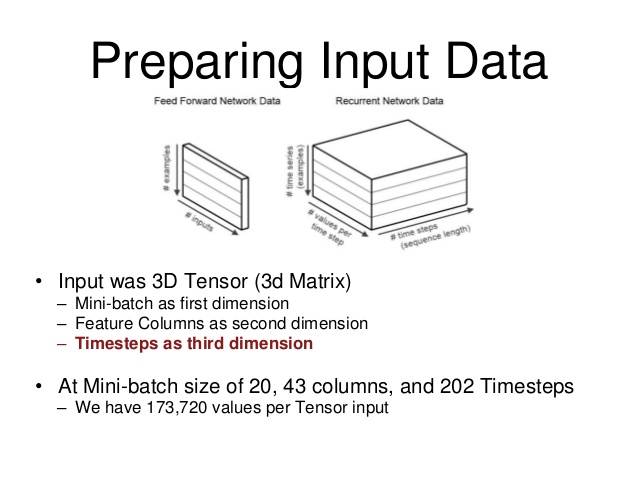 Preparing Input Data
Feed Forward Network Data
Recurrent Network Data
# examples
# inputs
# time series
(examples)
# values per
time step
# time steps
(sequence length)
• Input was 3D Tensor (3d Matrix)
– Mini-batch as first dimension
– Feature Columns as second dimension
– Timesteps as third dimension
• At Mini-batch size of 20, 43 columns, and 202 Timesteps
– We have 173,720 values per Tensor input